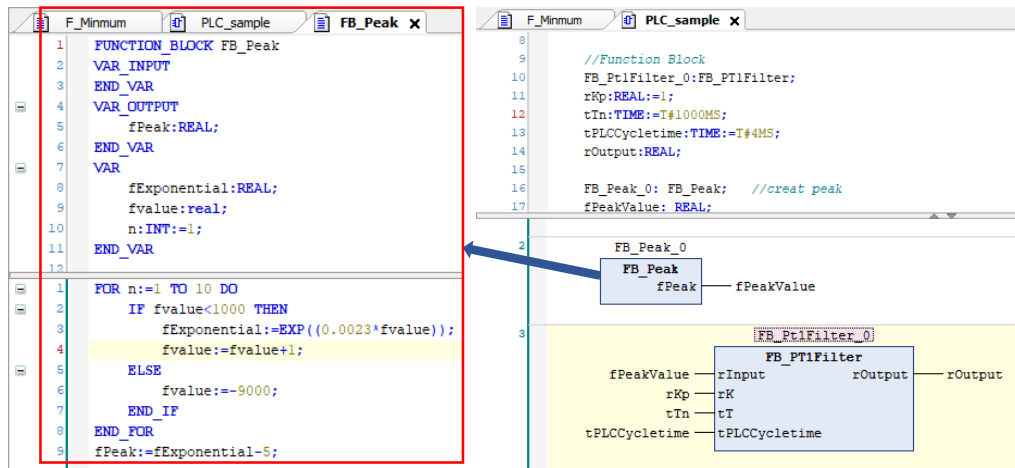 F_Minmum PLC_sample FB_Peak x
1 FUNCTION_BLOCK FB_Peak
2 VAR_INPUT
3 END_VAR
4 VAR_OUTPUT
5 fPeak:REAL;
6 END_VAR
7 VAR
8 fExponential:REAL;
9 fvalue:real;
10 n:INT:=1;
11 END_VAR
12
1 FOR n:=1 TO 10 DO
2 IF fvalue<1000 THEN
3 fExponential:=EXP((0.0023*fvalue));
4 fvalue:=fvalue+1;
5 ELSE
6 fvalue:=-9000;
7 END_IF
8 END_FOR
9 fPeak:=fExponential-5;
F_Minmum PLC_sample x
8
9 //Function Block
10 FB_Pt1Filter_0:FB_PT1Filter;
11 rKp:REAL:=1;
12 tTn:TIME:=T#1000MS;
13 tPLCCycletime:TIME:=T#4MS;
14 rOutput:REAL;
15
16 FB_Peak_0: FB_Peak; //creat peak
17 fPeakValue: REAL;
2 FB_Peak_0
FB_Peak
fPeak fPeakValue
3 FB_Pt1Filter_0
FB_PT1Filter
fPeakValue rInput rOutput rOutput
rKp rK
tTn tT
tPLCCycletime tPLCCycletime